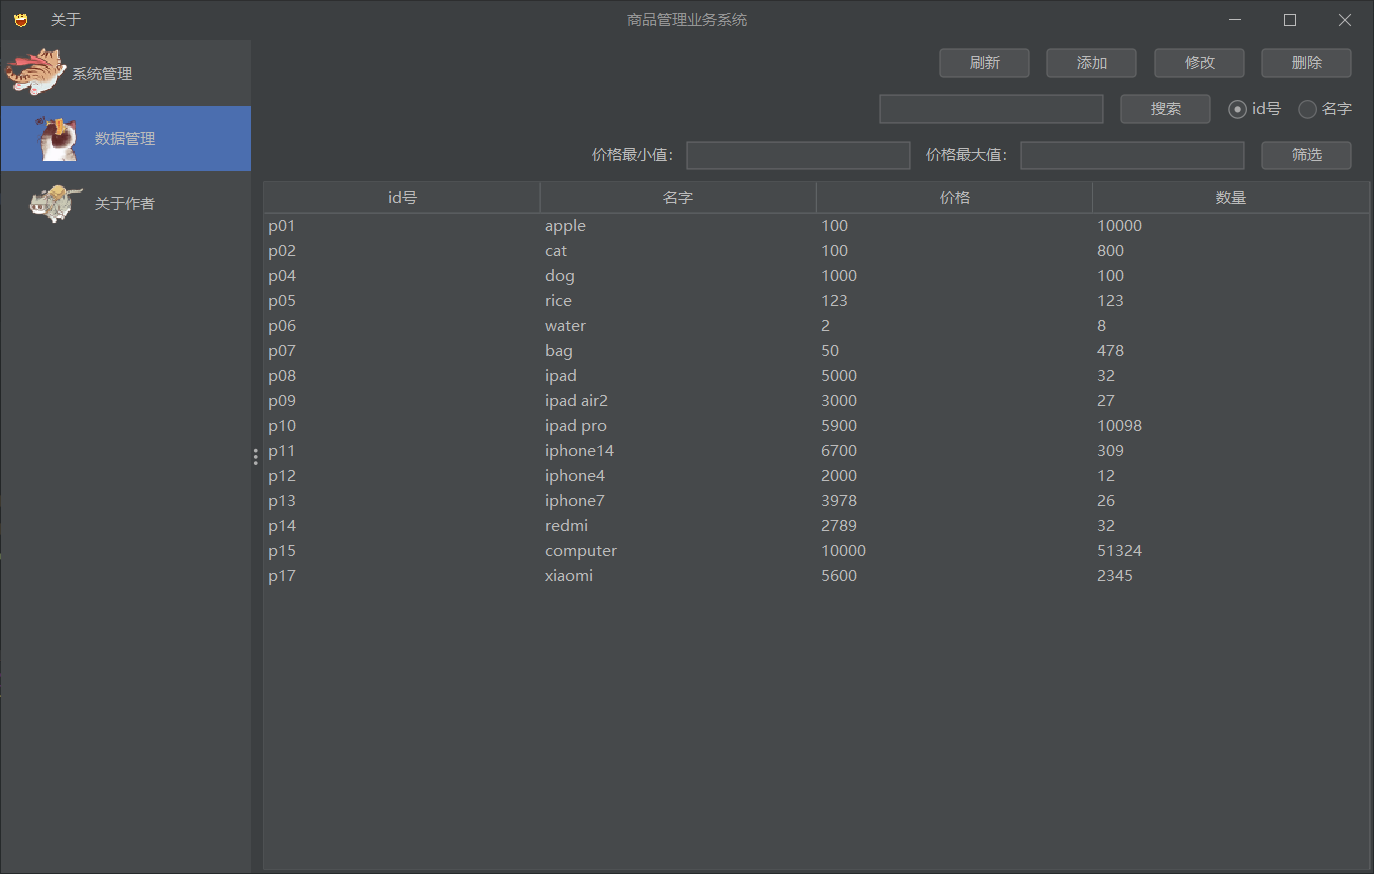 关于 商品管理业务系统
系统管理
数据管理
关于作者
刷新 添加 修改 删除
搜索 id号 名字
价格最小值: 价格最大值: 筛选
id号 名字 价格 数量
p01 apple 100 10000
p02 cat 100 800
p04 dog 1000 100
p05 rice 123 123
p06 water 2 8
p07 bag 50 478
p08 ipad 5000 32
p09 ipad air2 3000 27
p10 ipad pro 5900 10098
p11 iphone14 6700 309
p12 iphone4 2000 12
p13 iphone7 3978 26
p14 redmi 2789 32
p15 computer 10000 51324
p17 xiaomi 5600 2345